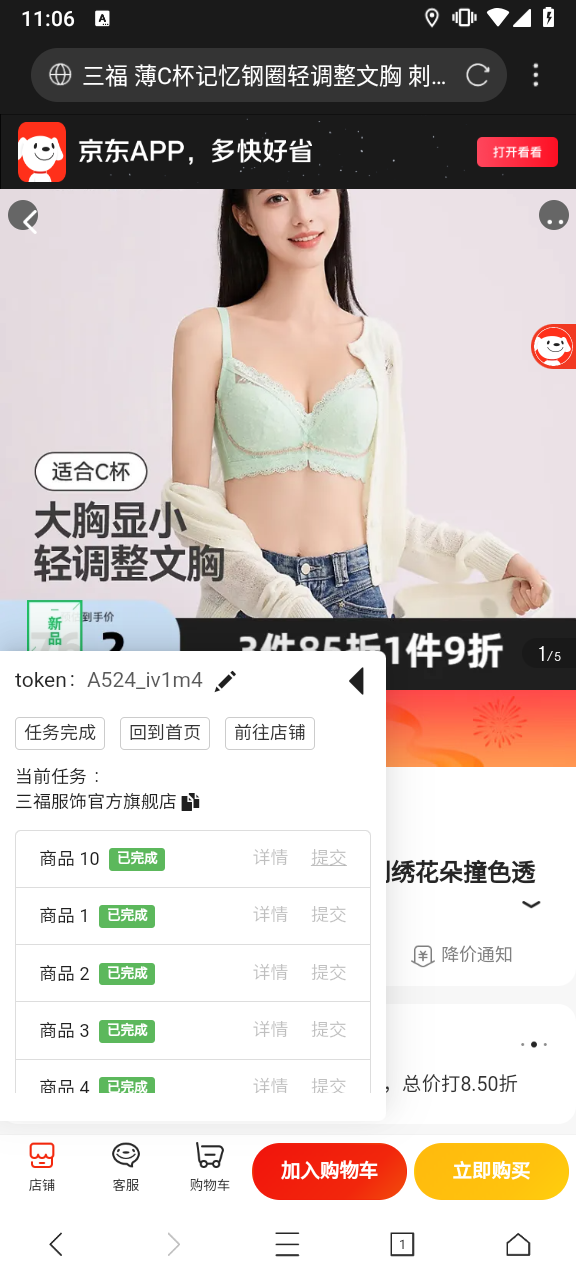 11:06
三福 薄C杯记忆钢圈轻调整文胸 刺...
京东APP，多快好省
打开看看
适合C杯
大胸显小
轻调整文胸
新品
到手价
2
3件85折1件9折
1/5
token： A524_iv1m4
任务完成 回到首页 前往店铺
当前任务：
三福服饰官方旗舰店
商品 10 已完成 详情 提交
商品 1 已完成 详情 提交
商品 2 已完成 详情 提交
商品 3 已完成 详情 提交
商品 4 已完成 详情 提交
绣花朵撞色透
降价通知
，总价打8.50折
店铺 客服 购物车 加入购物车 立即购买
1